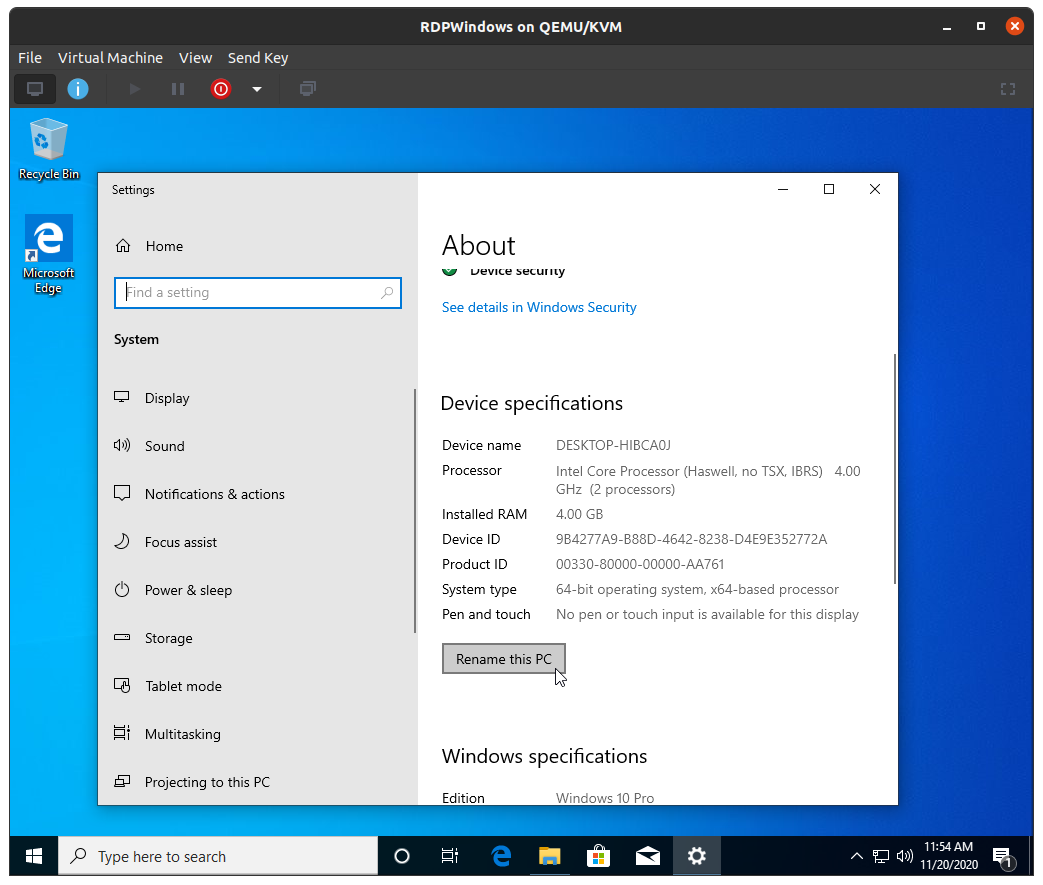 RDPWindows on QEMU/KVM
File Virtual Machine View Send Key
Recycle Bin
Microsoft
Edge
Settings
Home
Find a setting
System
Display
Sound
Notifications & actions
Focus assist
Power & sleep
Storage
Tablet mode
Multitasking
Projecting to this PC
About
Device security
See details in Windows Security
Device specifications
Device name DESKTOP-HIBCA0J
Processor Intel Core Processor (Haswell, no TSX, IBRS) 4.00
GHz (2 processors)
Installed RAM 4.00 GB
Device ID 9B4277A9-B88D-4642-8238-D4E9E352772A
Product ID 00330-80000-00000-AA761
System type 64-bit operating system, x64-based processor
Pen and touch No pen or touch input is available for this display
Rename this PC
Windows specifications
Edition Windows 10 Pro
Type here to search
11:54 AM
11/20/2020
1